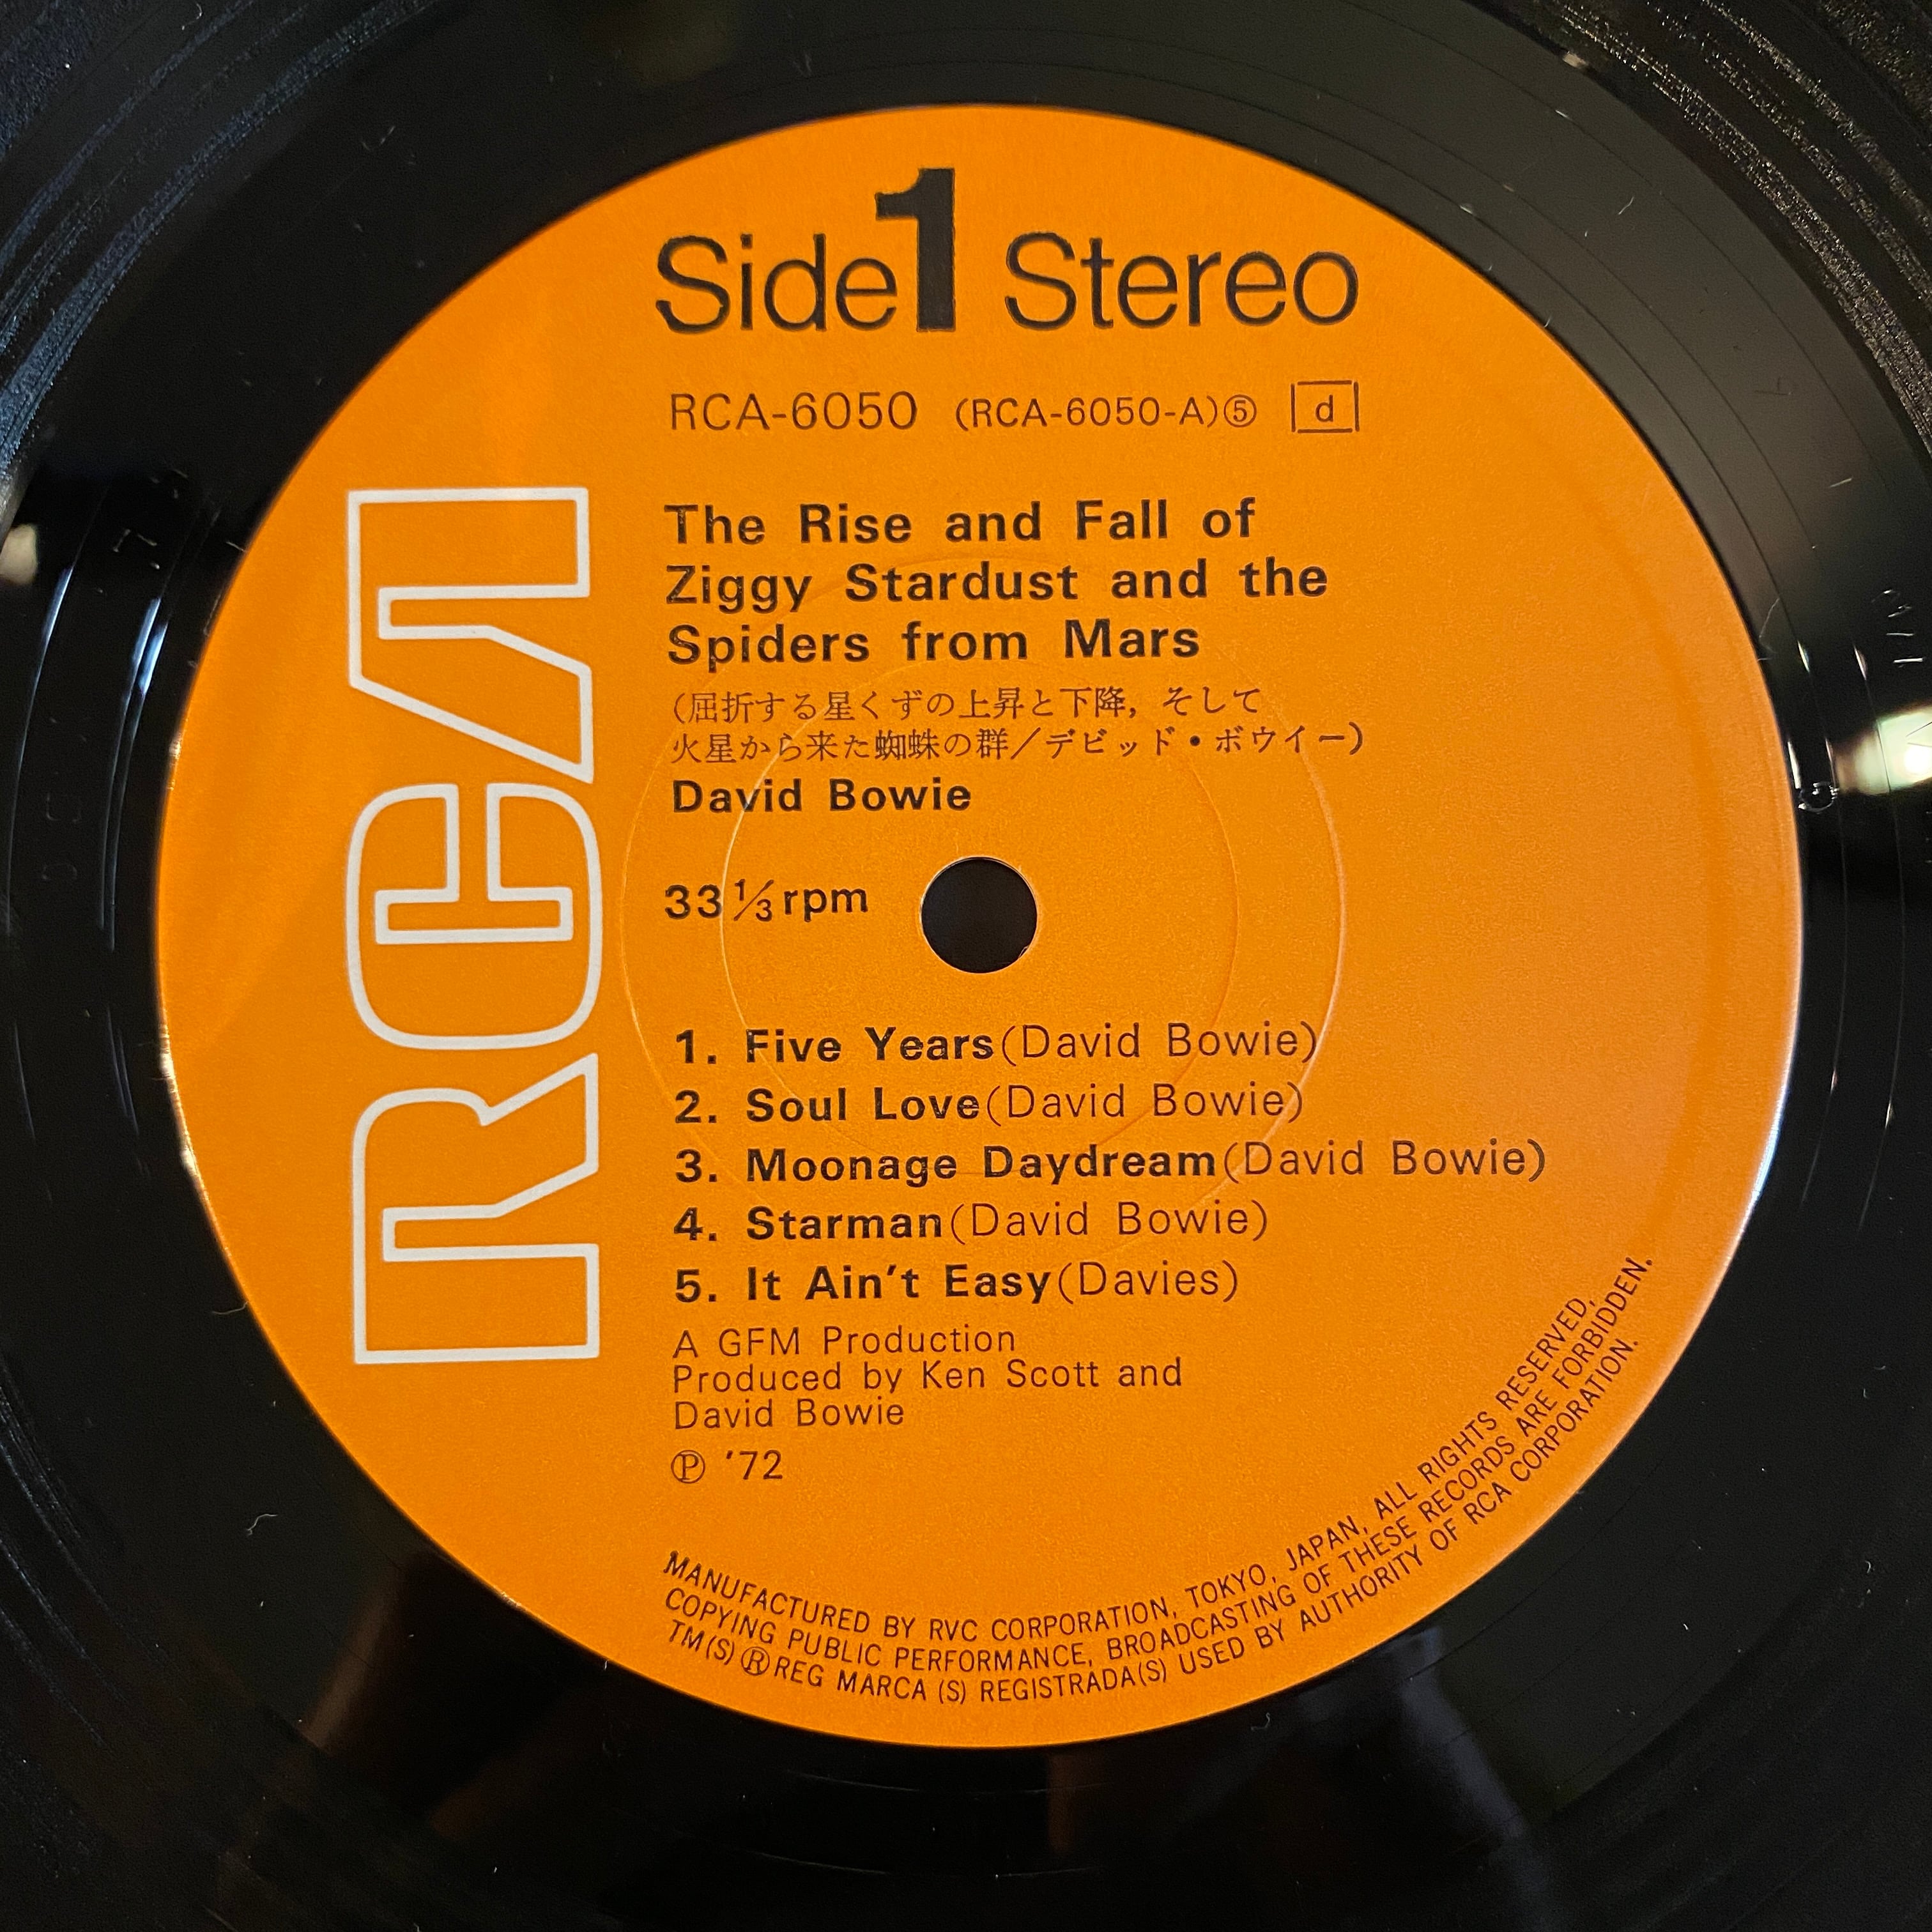 Side 1 Stereo
RCA-6050 (RCA-6050-A)⑤ d
RCA
The Rise and Fall of
Ziggy Stardust and the
Spiders from Mars
(屈折する星くずの上昇と下降，そして
火星から来た蜘蛛の群／デビッド・ボウイー)
David Bowie
33⅓rpm
1. Five Years(David Bowie)
2. Soul Love(David Bowie)
3. Moonage Daydream(David Bowie)
4. Starman(David Bowie)
5. It Ain't Easy(Davies)
A GFM Production
Produced by Ken Scott and
David Bowie
Ⓟ '72
MANUFACTURED BY RVC CORPORATION, TOKYO, JAPAN, ALL RIGHTS RESERVED,
COPYING PUBLIC PERFORMANCE, BROADCASTING OF THESE RECORDS ARE FORBIDDEN.
TM(S)®REG MARCA (S) REGISTRADA(S) USED BY AUTHORITY OF RCA CORPORATION.